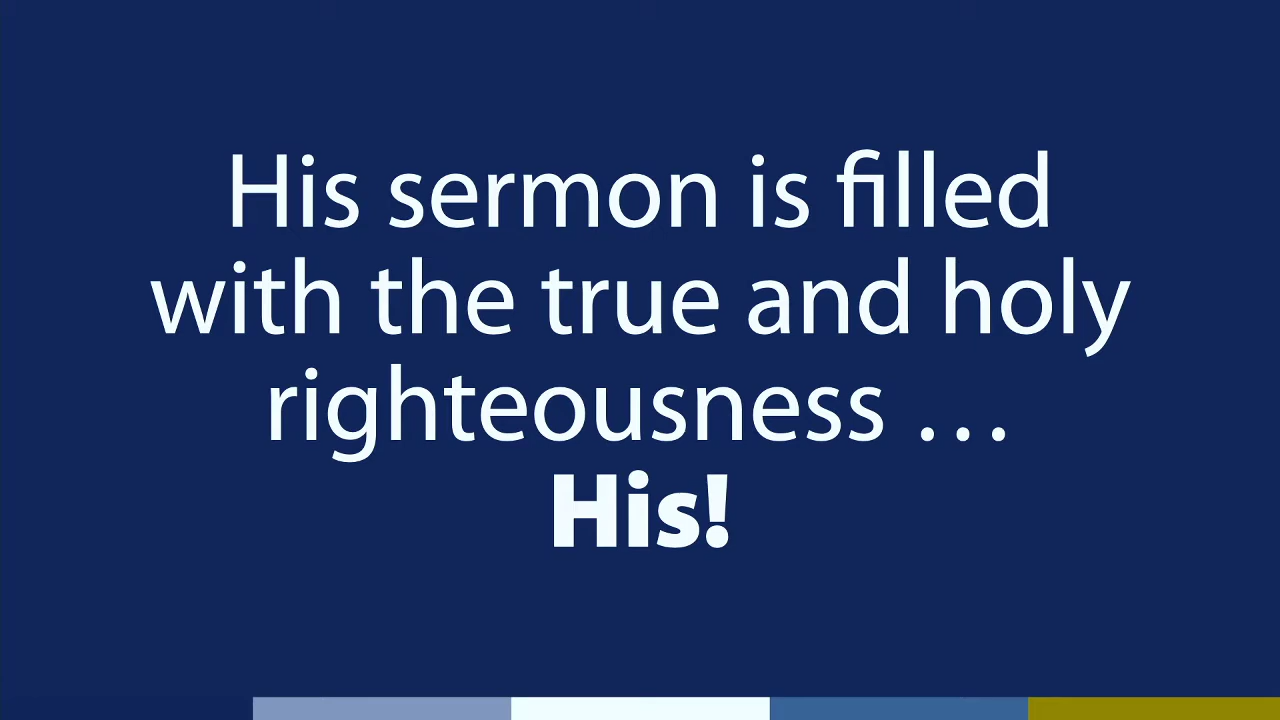 His sermon is filled
with the true and holy
righteousness …
His!